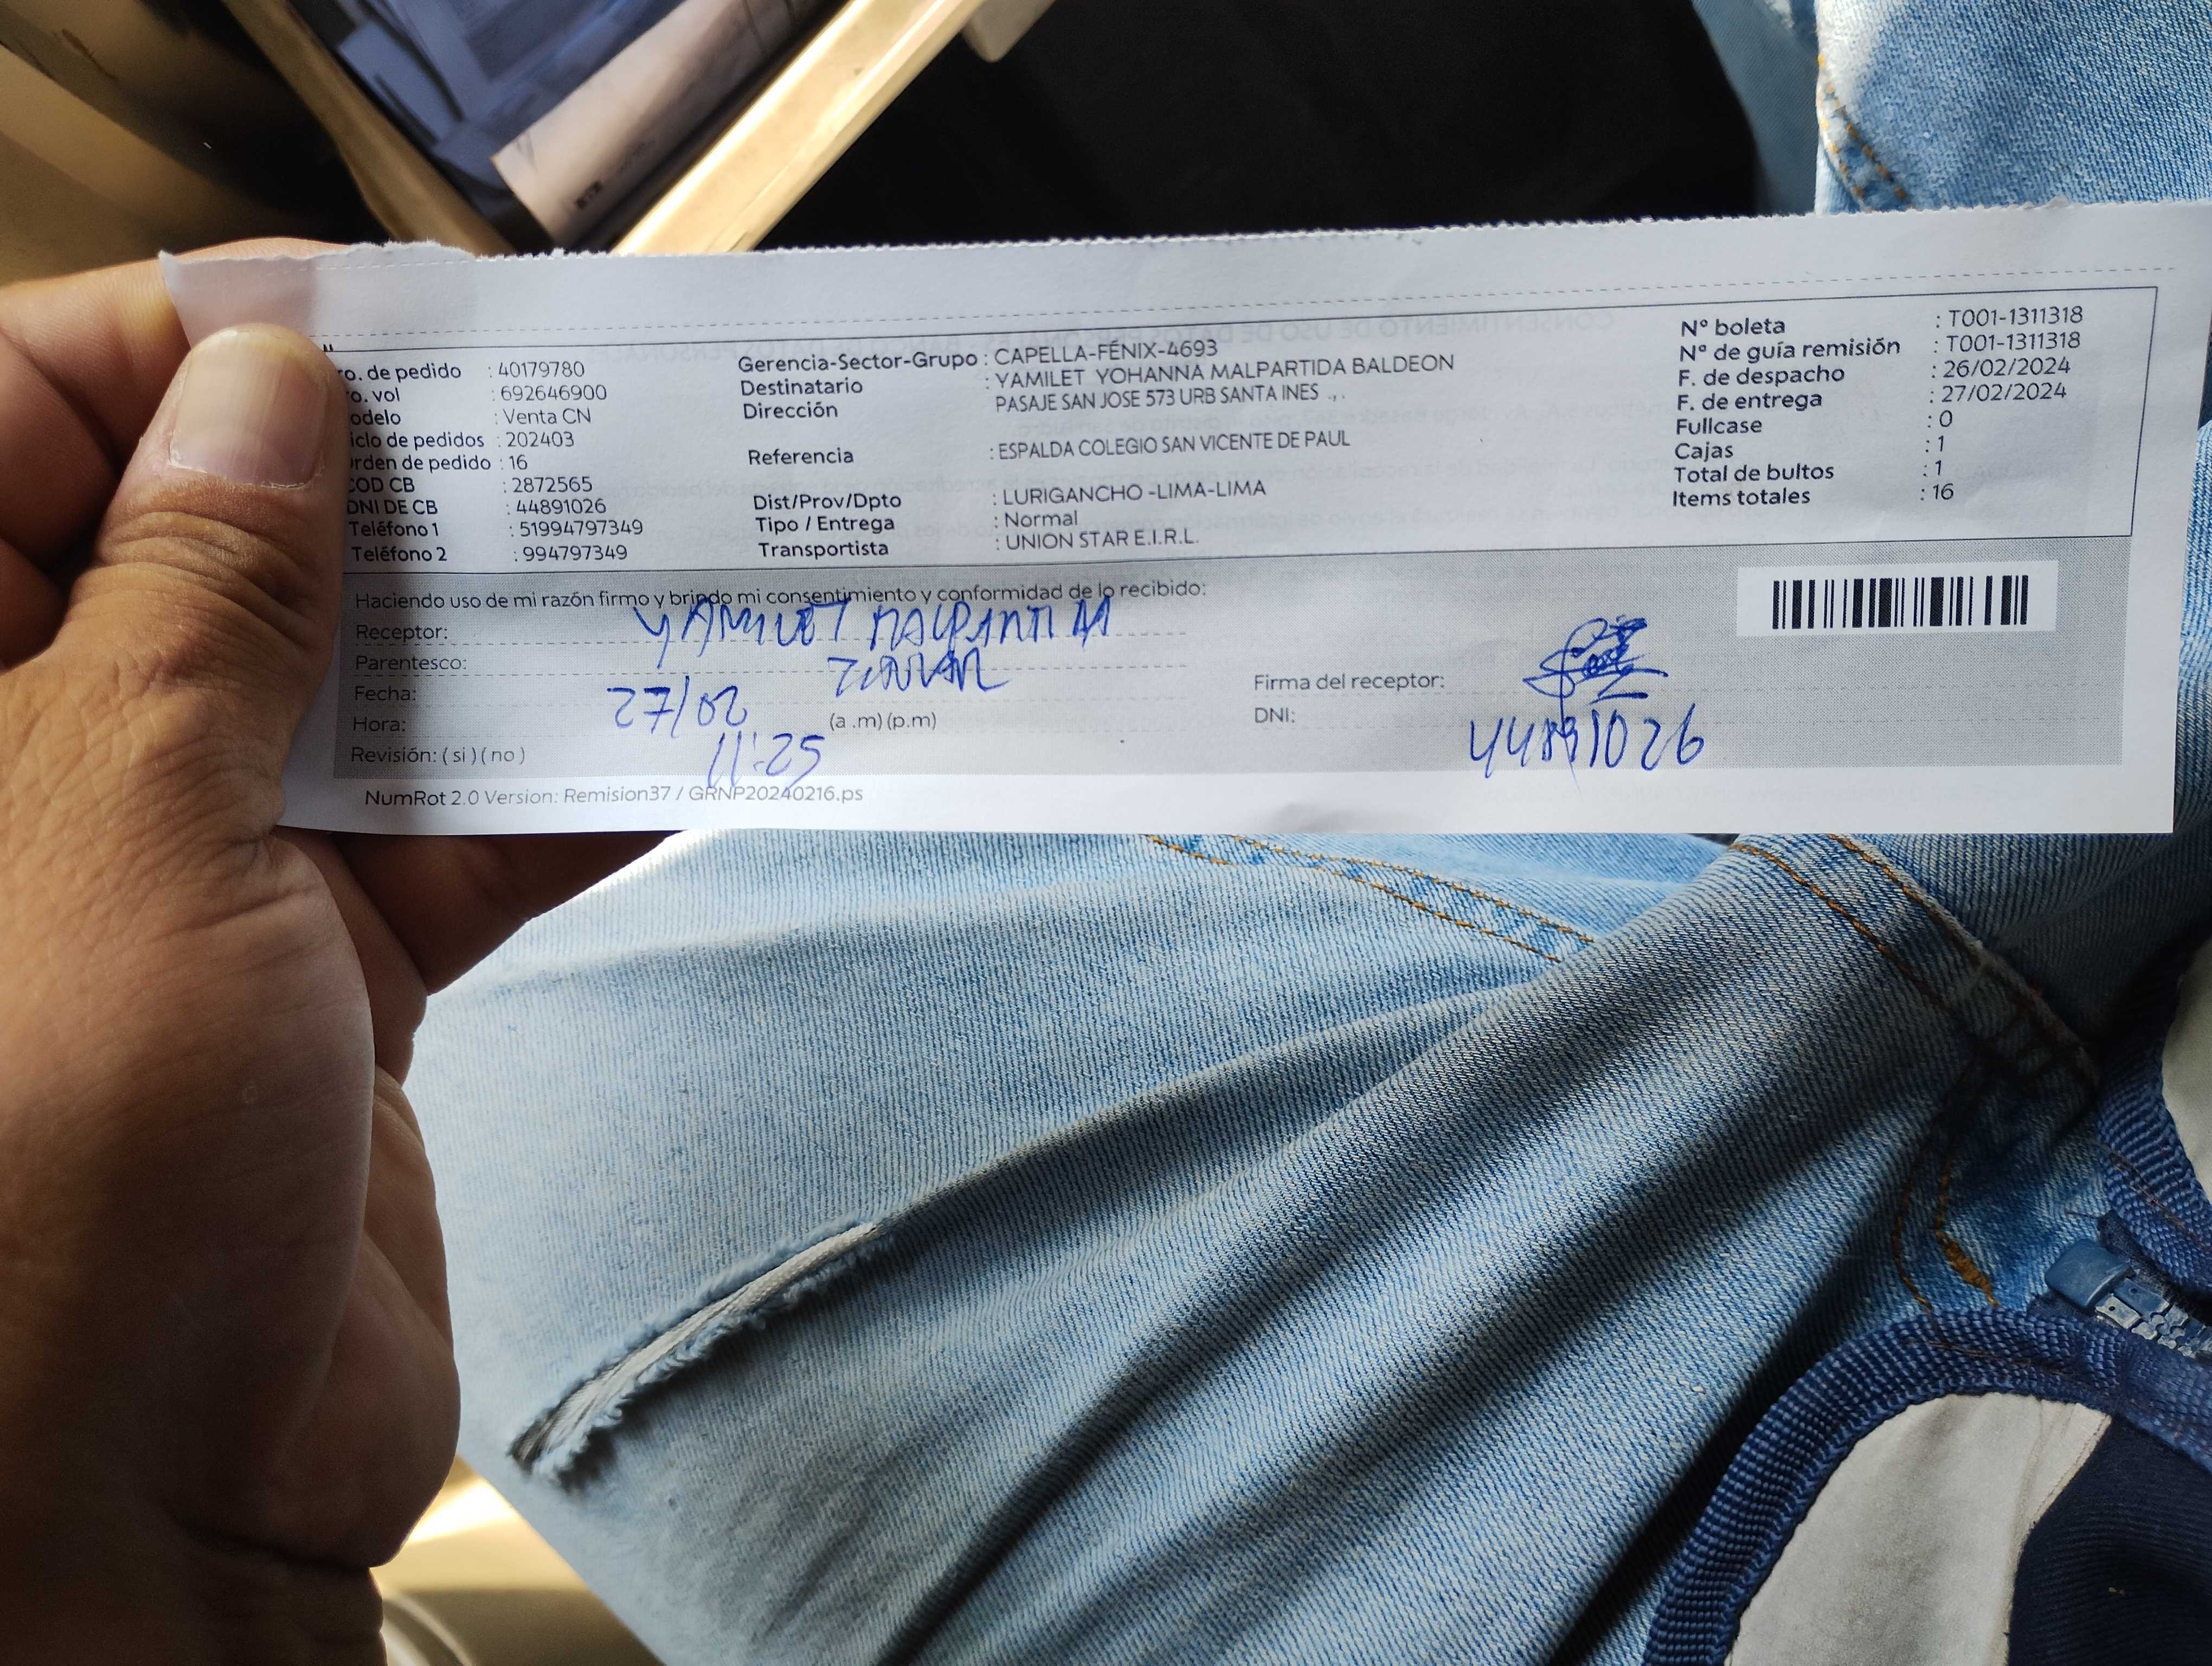 ro. de pedido : 40179780
ro. vol : 692646900
odelo : Venta CN
iclo de pedidos : 202403
rden de pedido : 16
COD CB : 2872565
DNI DE CB : 44891026
Teléfono 1 : 51994797349
Teléfono 2 : 994797349
Gerencia-Sector-Grupo : CAPELLA-FÉNIX-4693
Destinatario : YAMILET YOHANNA MALPARTIDA BALDEON
Dirección PASAJE SAN JOSE 573 URB SANTA INES .,.
Referencia : ESPALDA COLEGIO SAN VICENTE DE PAUL
Dist/Prov/Dpto : LURIGANCHO -LIMA-LIMA
Tipo / Entrega : Normal
Transportista : UNION STAR E.I.R.L.
N° boleta : T001-1311318
N° de guía remisión : T001-1311318
F. de despacho : 26/02/2024
F. de entrega : 27/02/2024
Fullcase : 0
Cajas : 1
Total de bultos : 1
Items totales : 16
Haciendo uso de mi razón firmo y brindo mi consentimiento y conformidad de lo recibido:
Receptor: YAMILET
Parentesco:
Fecha: 27/02
Hora: 11:25 (a .m) (p.m)
Revisión: ( si ) ( no )
Firma del receptor:
DNI: 44891026
NumRot 2.0 Version: Remision37 / GRNP20240216.ps